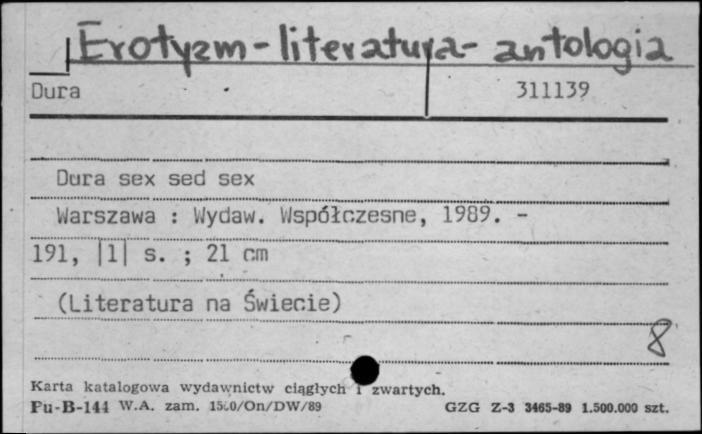 Erotyzm - literatura - antologia
Dura 311139
Dura sex sed sex
Warszawa : Wydaw. Współczesne, 1989. -
191, |1| s. ; 21 cm
(Literatura na Świecie)
8
Karta katalogowa wydawnictw ciągłych i zwartych.
Pu-B-144 W.A. zam. /On/DW/89 GZG Z-3 3465-89 1.500.000 szt.